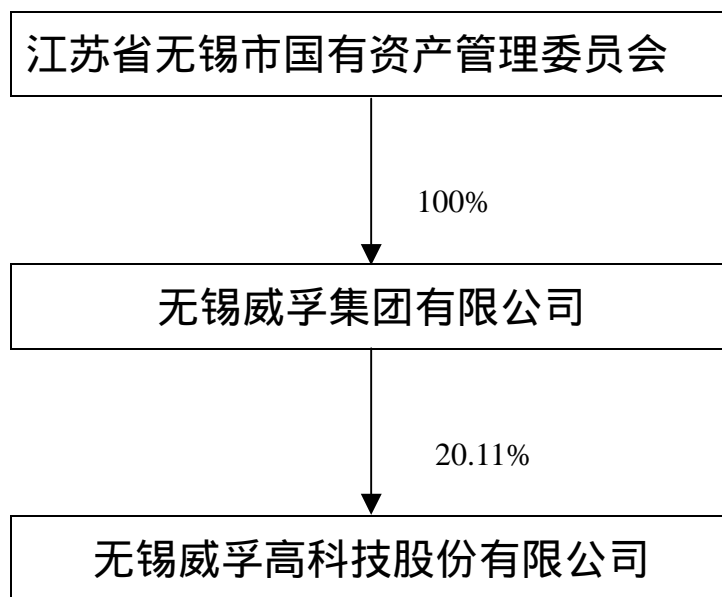 江苏省无锡市国有资产管理委员会
100%
无锡威孚集团有限公司
20.11%
无锡威孚高科技股份有限公司